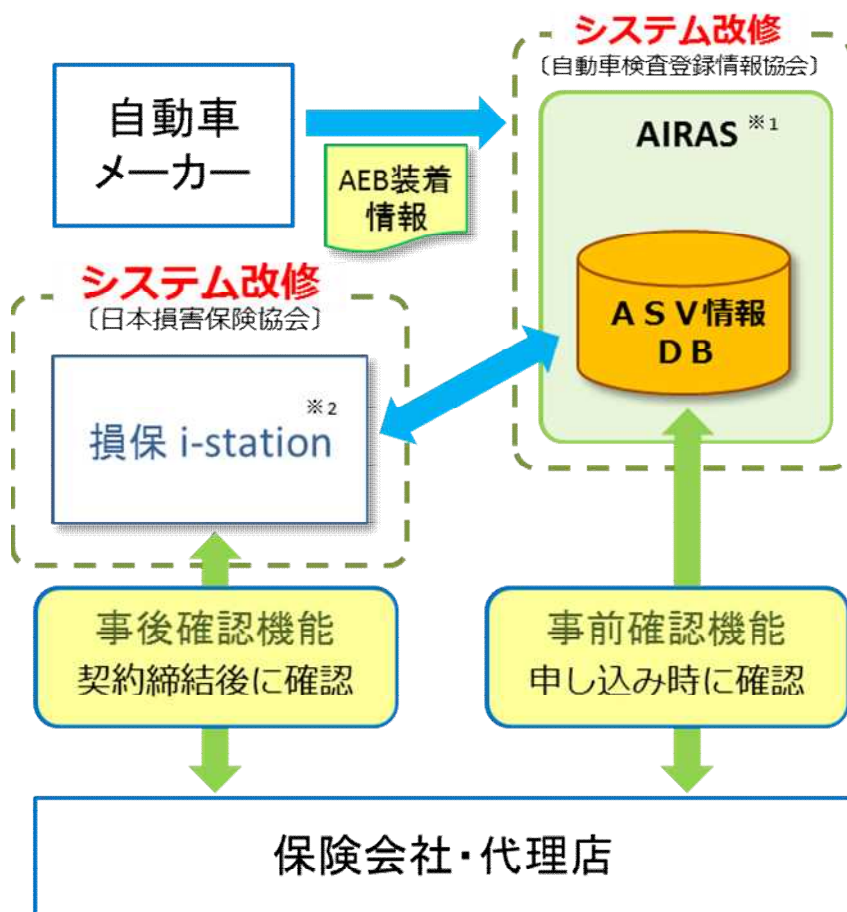 システム改修
〔自動車検査登録情報協会〕
自動車
メーカー
AIRAS ※1
AEB装着
情報
ASV情報
DB
システム改修
〔日本損害保険協会〕
※2
損保 i-station
事後確認機能
契約締結後に確認
事前確認機能
申し込み時に確認
保険会社・代理店